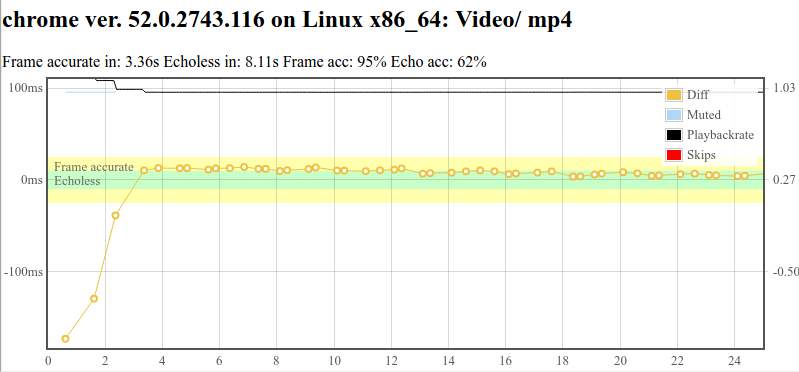 chrome ver. 52.0.2743.116 on Linux x86_64: Video/ mp4
Frame accurate in: 3.36s Echoless in: 8.11s Frame acc: 95% Echo acc: 62%
100ms
0ms
-100ms
Frame accurate
Echoless
Diff
Muted
Playbackrate
Skips
1.03
0.27
-0.50
0 2 4 6 8 10 12 14 16 18 20 22 24